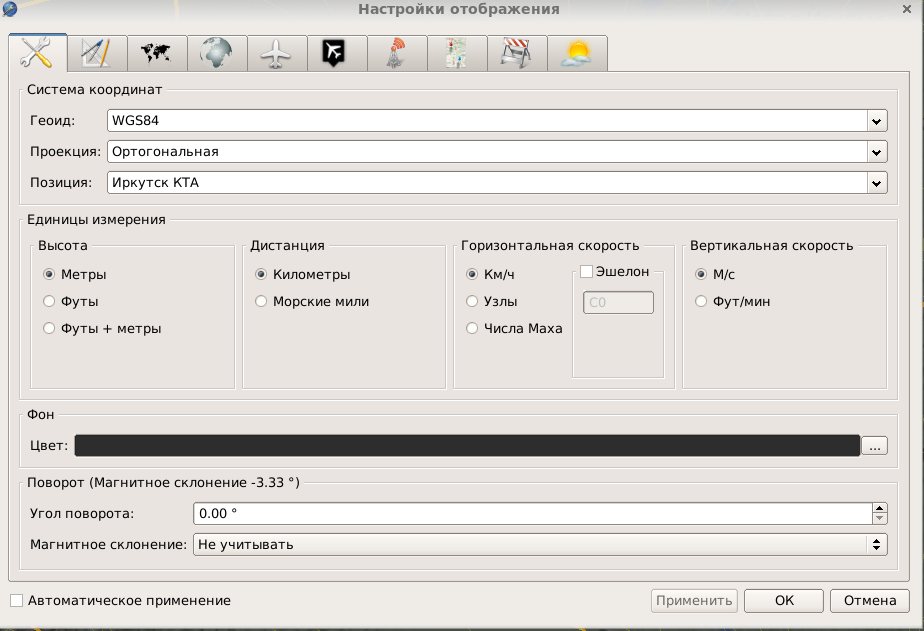 Настройки отображения
Система координат
Геоид: WGS84
Проекция: Ортогональная
Позиция: Иркутск КТА
Единицы измерения
Высота Дистанция Горизонтальная скорость Вертикальная скорость
Метры Километры Км/ч Эшелон М/с
Футы Морские мили Узлы C0 Фут/мин
Футы + метры Числа Маха
Фон
Цвет: ...
Поворот (Магнитное склонение -3.33 °)
Угол поворота: 0.00 °
Магнитное склонение: Не учитывать
Автоматическое применение Применить ОК Отмена